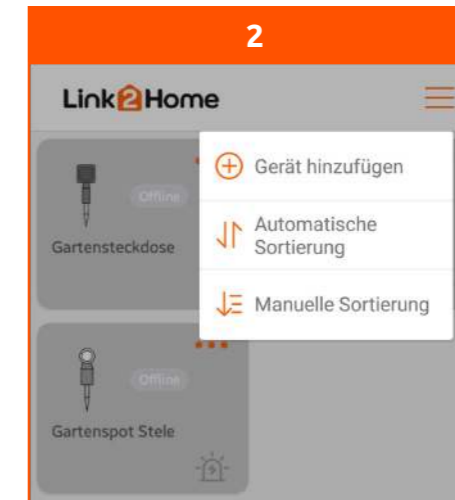 2
Link2Home
Gerät hinzufügen
Offline
Automatische
Sortierung
Gartensteckdose
Manuelle Sortierung
Offline
Gartenspot Stele